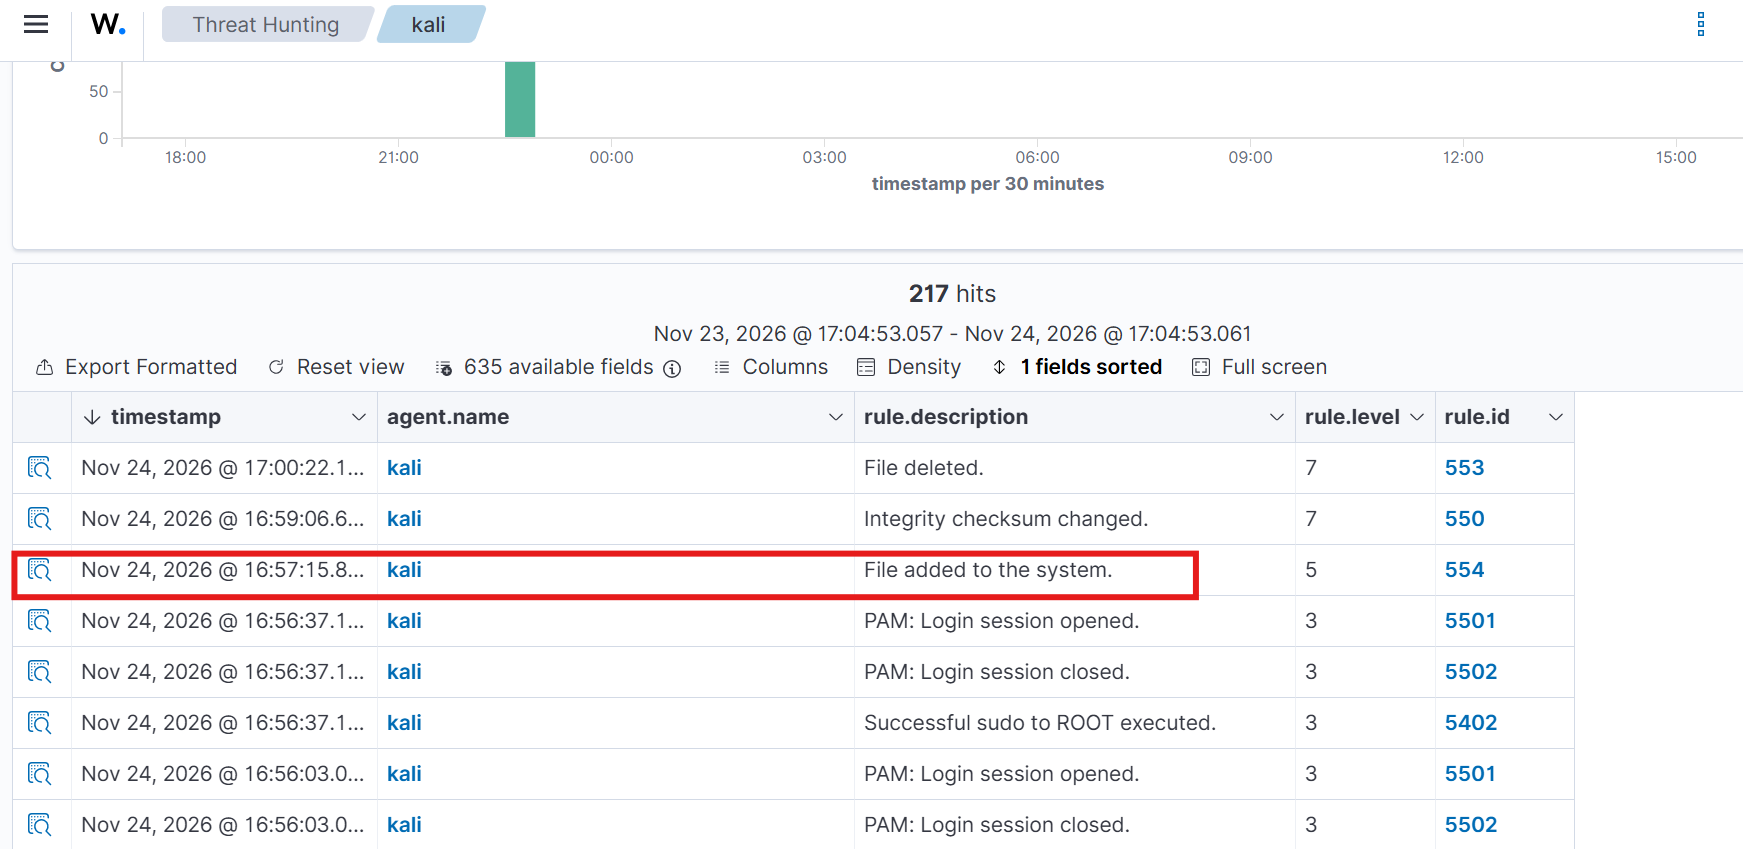 W. Threat Hunting kali
50
0
18:00 21:00 00:00 03:00 06:00 09:00 12:00 15:00
timestamp per 30 minutes
217 hits
Nov 23, 2026 @ 17:04:53.057 - Nov 24, 2026 @ 17:04:53.061
Export Formatted Reset view 635 available fields Columns Density 1 fields sorted Full screen
timestamp agent.name rule.description rule.level rule.id
Nov 24, 2026 @ 17:00:22.1... kali File deleted. 7 553
Nov 24, 2026 @ 16:59:06.6... kali Integrity checksum changed. 7 550
Nov 24, 2026 @ 16:57:15.8... kali File added to the system. 5 554
Nov 24, 2026 @ 16:56:37.1... kali PAM: Login session opened. 3 5501
Nov 24, 2026 @ 16:56:37.1... kali PAM: Login session closed. 3 5502
Nov 24, 2026 @ 16:56:37.1... kali Successful sudo to ROOT executed. 3 5402
Nov 24, 2026 @ 16:56:03.0... kali PAM: Login session opened. 3 5501
Nov 24, 2026 @ 16:56:03.0... kali PAM: Login session closed. 3 5502